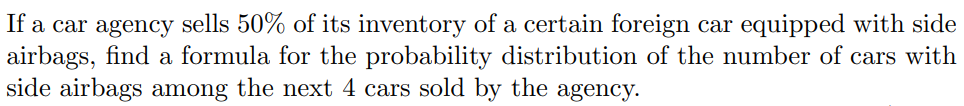 If a car agency sells 50% of its inventory of a certain foreign car equipped with side
airbags, find a formula for the probability distribution of the number of cars with
side airbags among the next 4 cars sold by the agency.